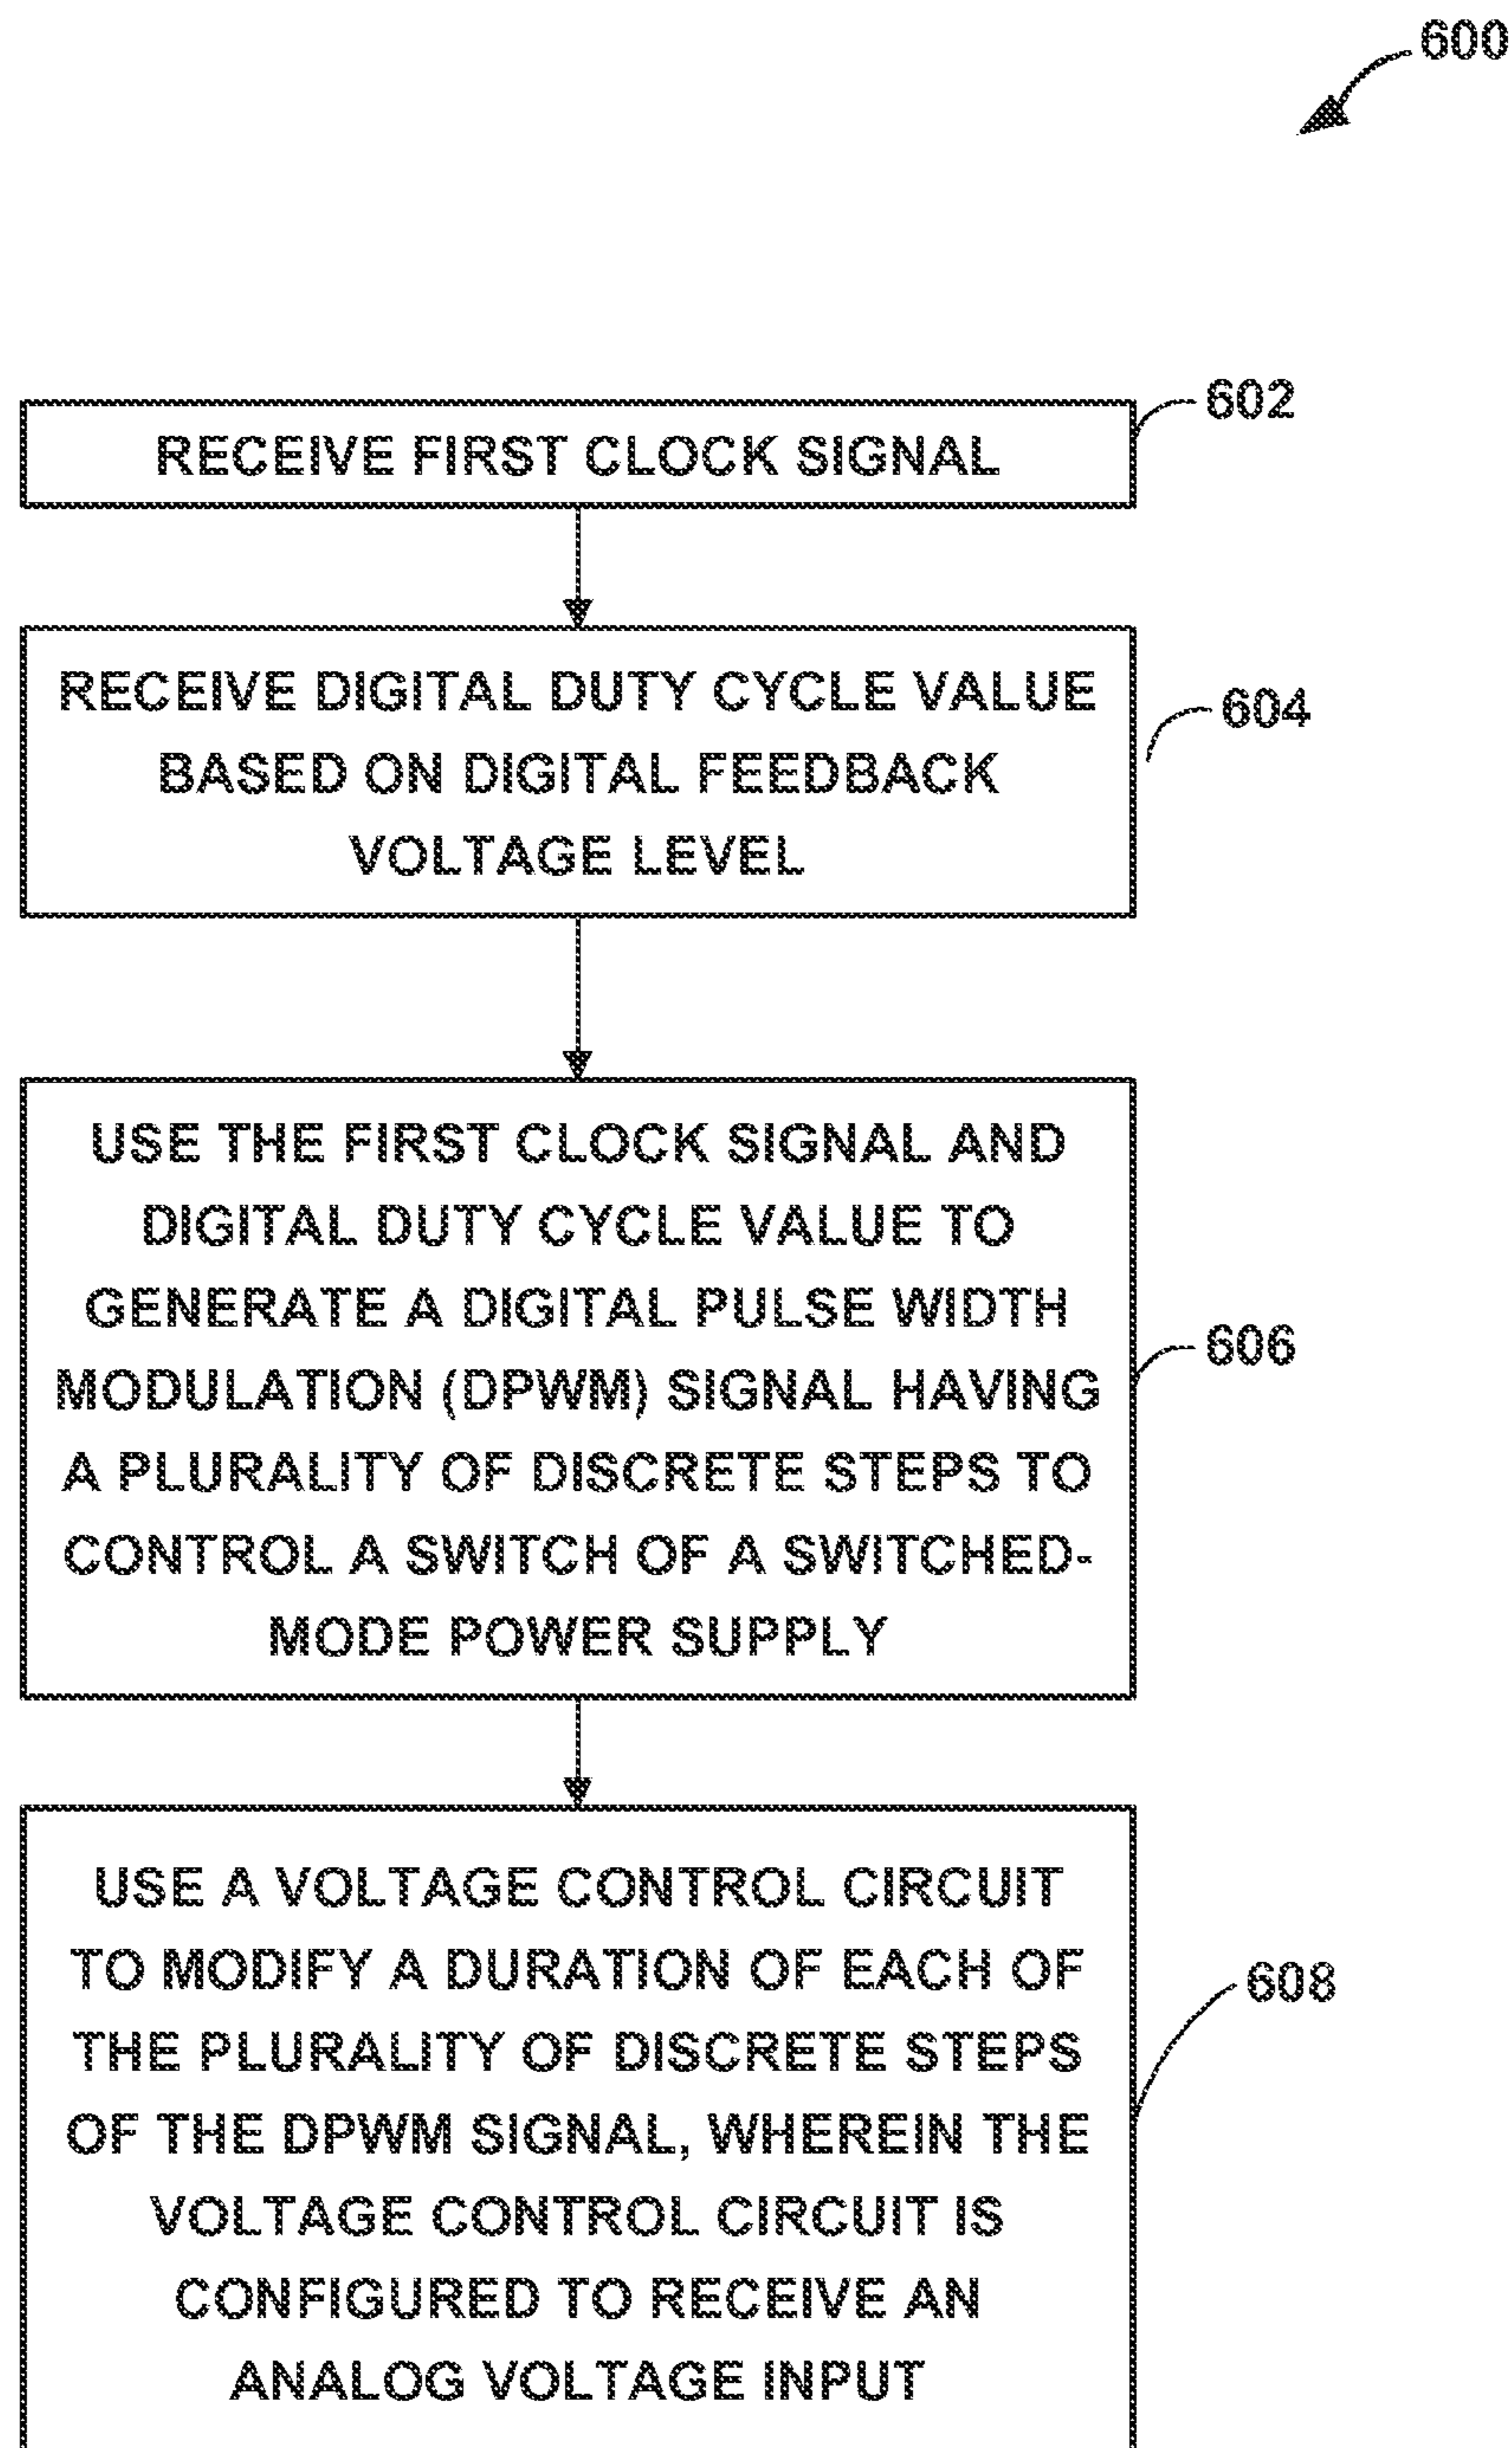 600
RECEIVE FIRST CLOCK SIGNAL
602
RECEIVE DIGITAL DUTY CYCLE VALUE
BASED ON DIGITAL FEEDBACK
VOLTAGE LEVEL
604
USE THE FIRST CLOCK SIGNAL AND
DIGITAL DUTY CYCLE VALUE TO
GENERATE A DIGITAL PULSE WIDTH
MODULATION (DPWM) SIGNAL HAVING
A PLURALITY OF DISCRETE STEPS TO
CONTROL A SWITCH OF A SWITCHED-
MODE POWER SUPPLY
606
USE A VOLTAGE CONTROL CIRCUIT
TO MODIFY A DURATION OF EACH OF
THE PLURALITY OF DISCRETE STEPS
OF THE DPWM SIGNAL, WHEREIN THE
VOLTAGE CONTROL CIRCUIT IS
CONFIGURED TO RECEIVE AN
ANALOG VOLTAGE INPUT
608